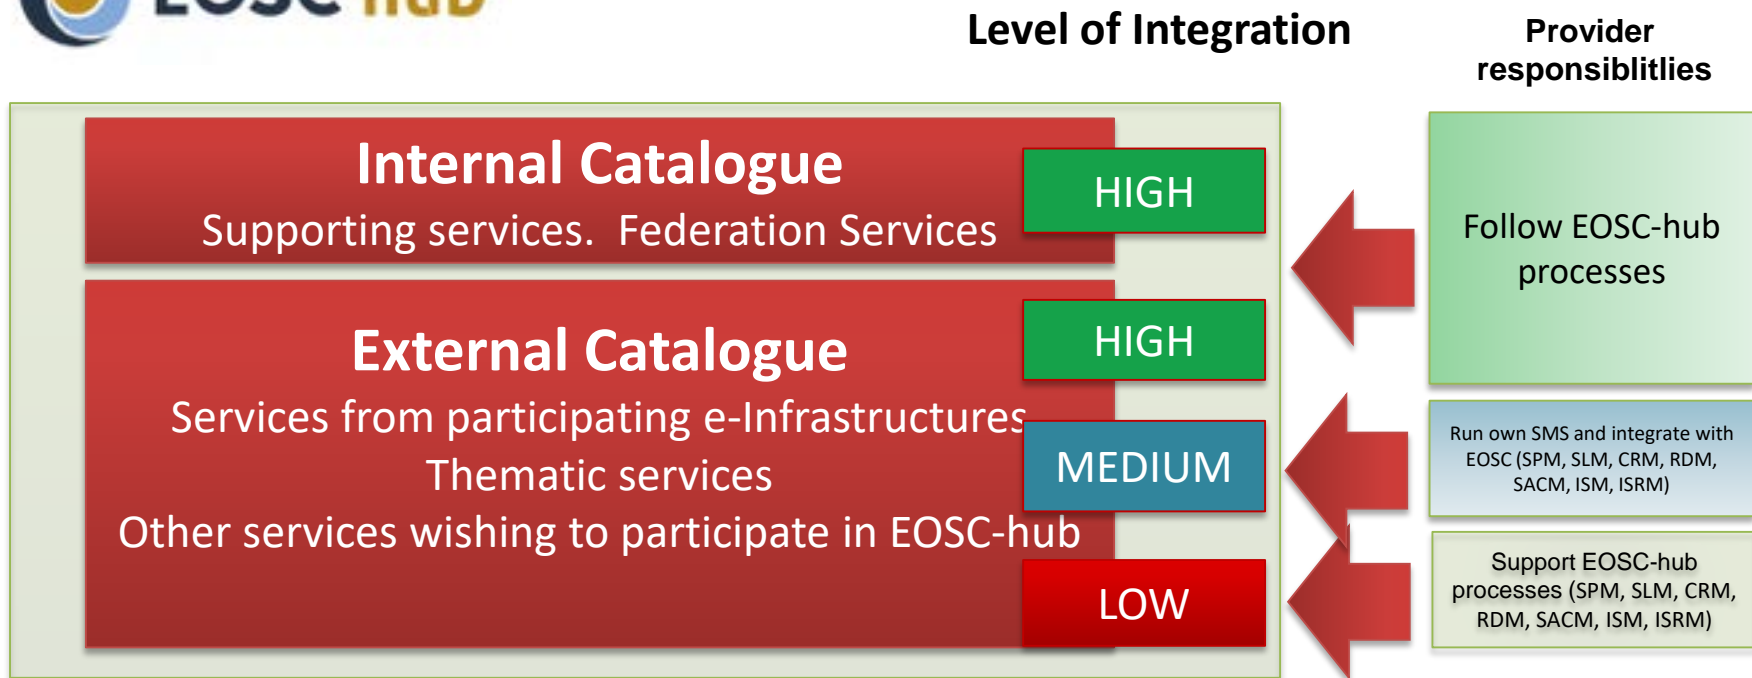 EOSC-hub
Level of Integration
Provider
responsiblitlies
Internal Catalogue
Supporting services.  Federation Services
HIGH
External Catalogue
Services from participating e-Infrastructures
Thematic services
Other services wishing to participate in EOSC-hub
HIGH
MEDIUM
LOW
Follow EOSC-hub
processes
Run own SMS and integrate with
EOSC (SPM, SLM, CRM, RDM,
SACM, ISM, ISRM)
Support EOSC-hub
processes (SPM, SLM, CRM,
RDM, SACM, ISM, ISRM)